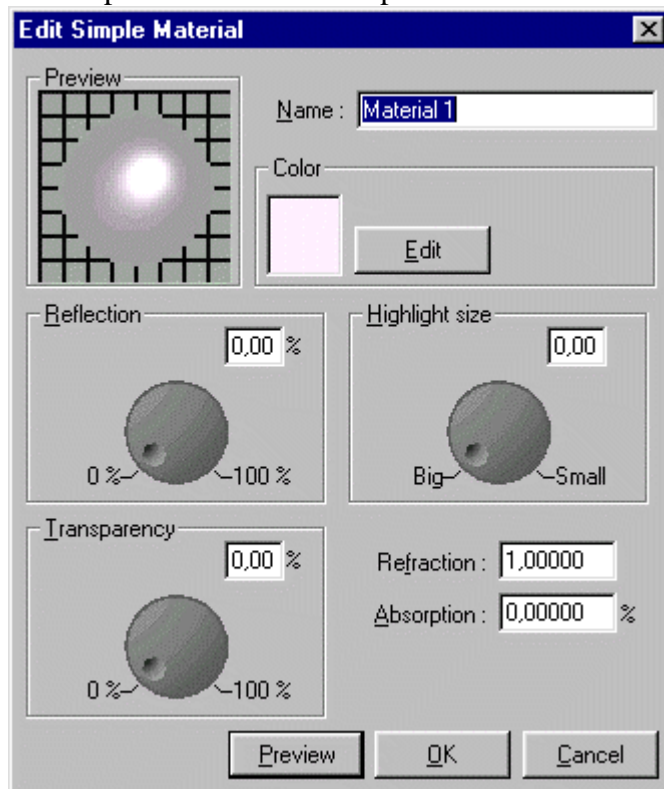 Edit Simple Material
Preview
Name : Material 1
Color
Edit
Reflection
0,00 %
0 % 100 %
Highlight size
0,00
Big Small
Transparency
0,00 %
0 % 100 %
Refraction : 1,00000
Absorption : 0,00000 %
Preview OK Cancel